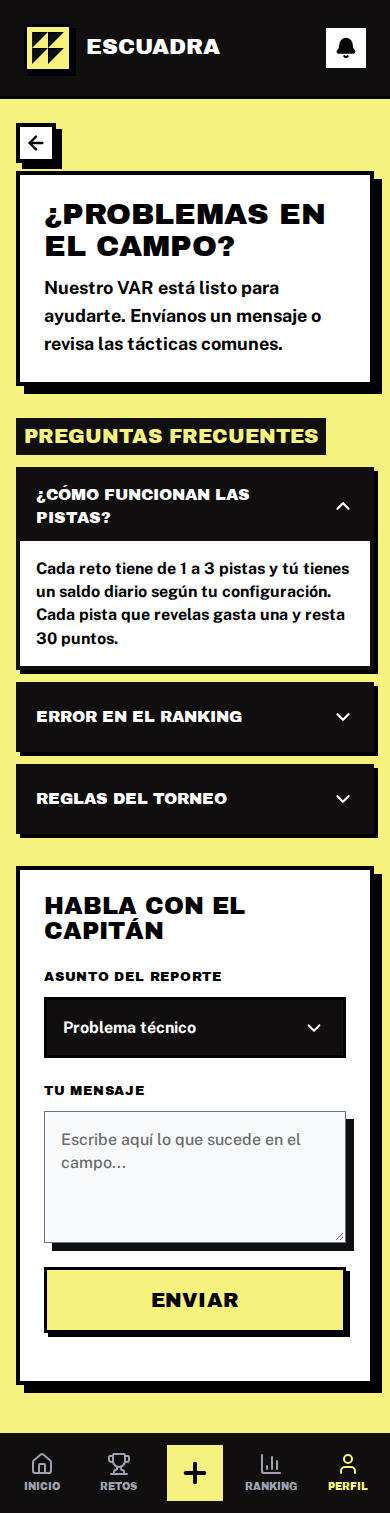 ESCUADRA
¿PROBLEMAS EN
EL CAMPO?
Nuestro VAR está listo para
ayudarte. Envíanos un mensaje o
revisa las tácticas comunes.
PREGUNTAS FRECUENTES
¿CÓMO FUNCIONAN LAS
PISTAS?
Cada reto tiene de 1 a 3 pistas y tú tienes
un saldo diario según tu configuración.
Cada pista que revelas gasta una y resta
30 puntos.
ERROR EN EL RANKING
REGLAS DEL TORNEO
HABLA CON EL
CAPITÁN
ASUNTO DEL REPORTE
Problema técnico
TU MENSAJE
Escribe aquí lo que sucede en el
campo...
ENVIAR
INICIO
RETOS
RANKING
PERFIL